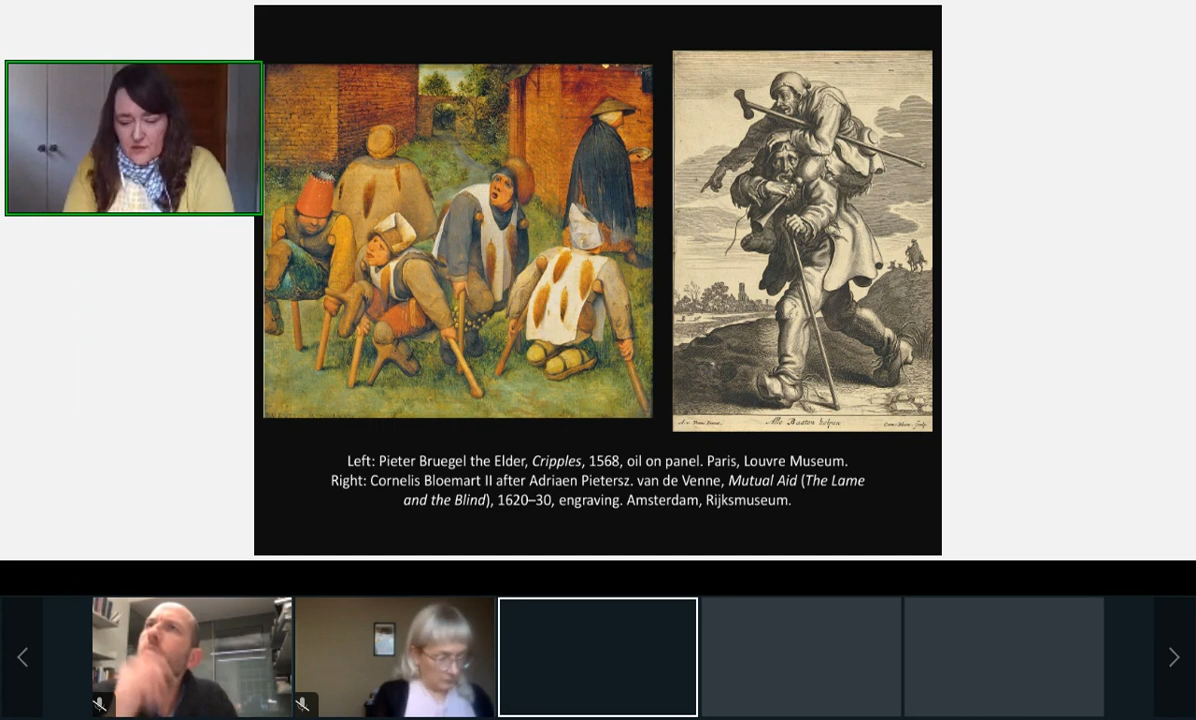 Alle Baaten helpen
Left: Pieter Bruegel the Elder, Cripples, 1568, oil on panel. Paris, Louvre Museum.
Right: Cornelis Bloemart II after Adriaen Pietersz. van de Venne, Mutual Aid (The Lame
and the Blind), 1620–30, engraving. Amsterdam, Rijksmuseum.